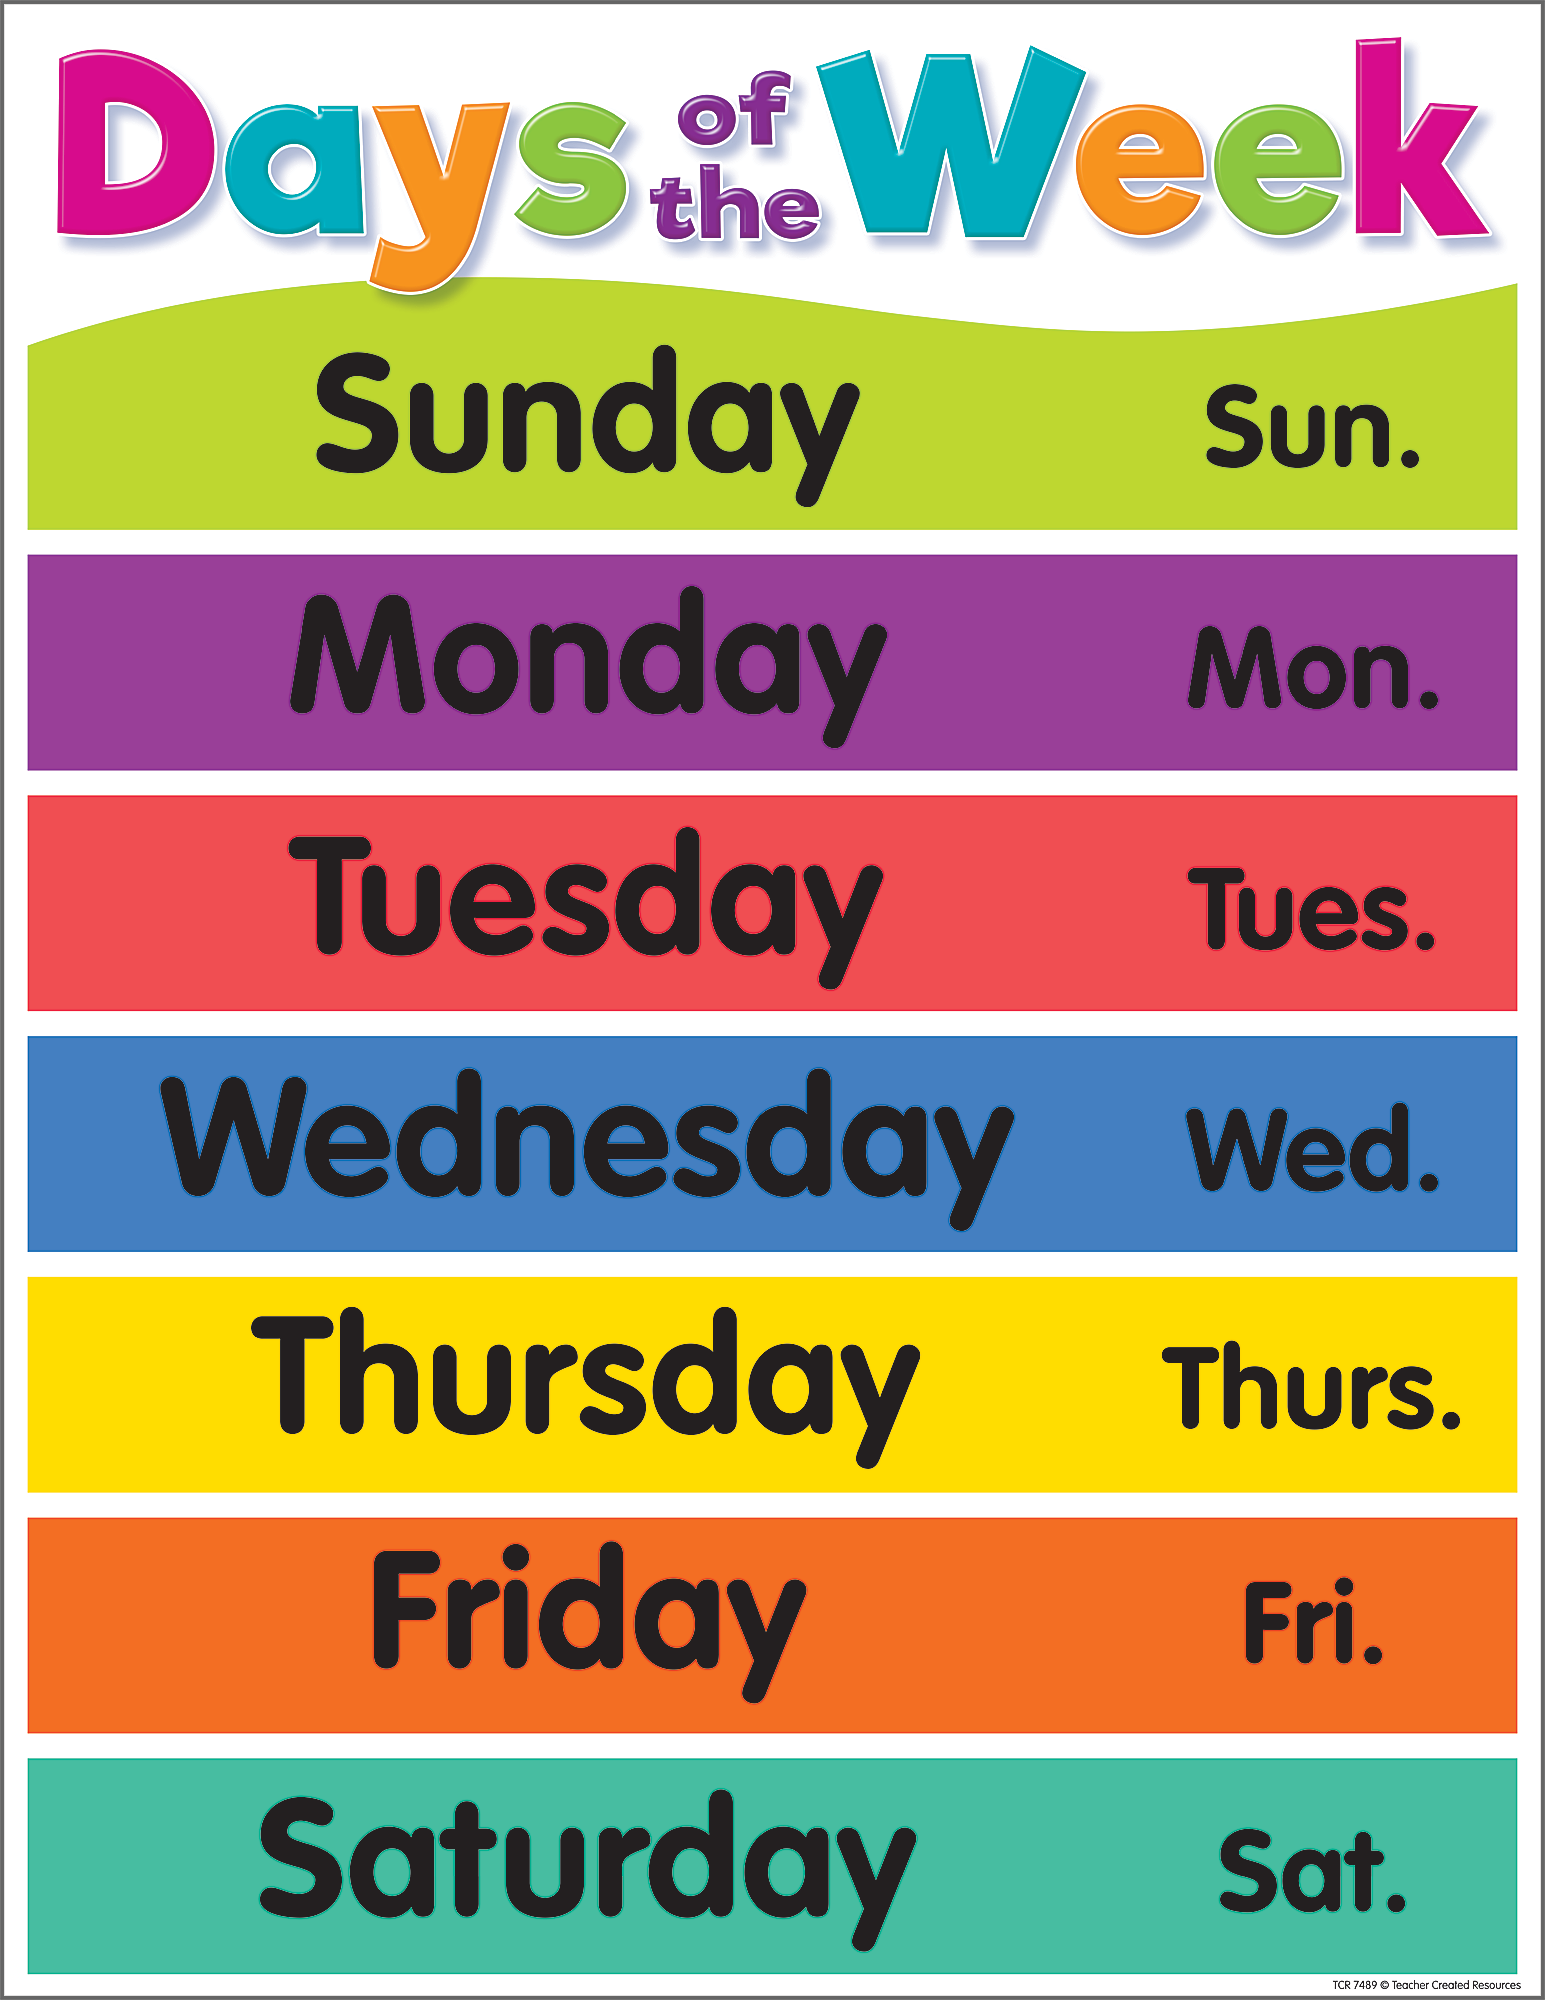 Days of the Week
Sunday Sun.
Monday Mon.
Tuesday Tues.
Wednesday Wed.
Thursday Thurs.
Friday Fri.
Saturday Sat.
TCR 7489 © Teacher Created Resources